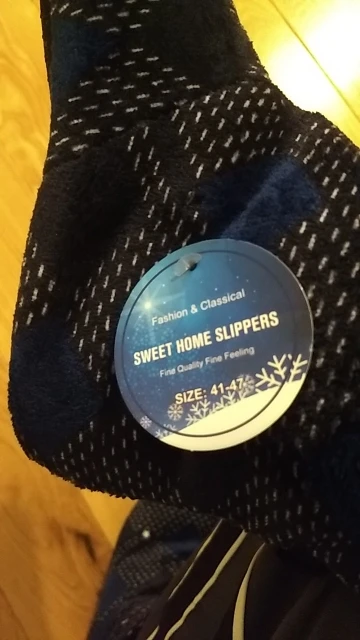 Fashion & Classical
SWEET HOME SLIPPERS
Fine Quality Fine Feeling
SIZE: 41-47